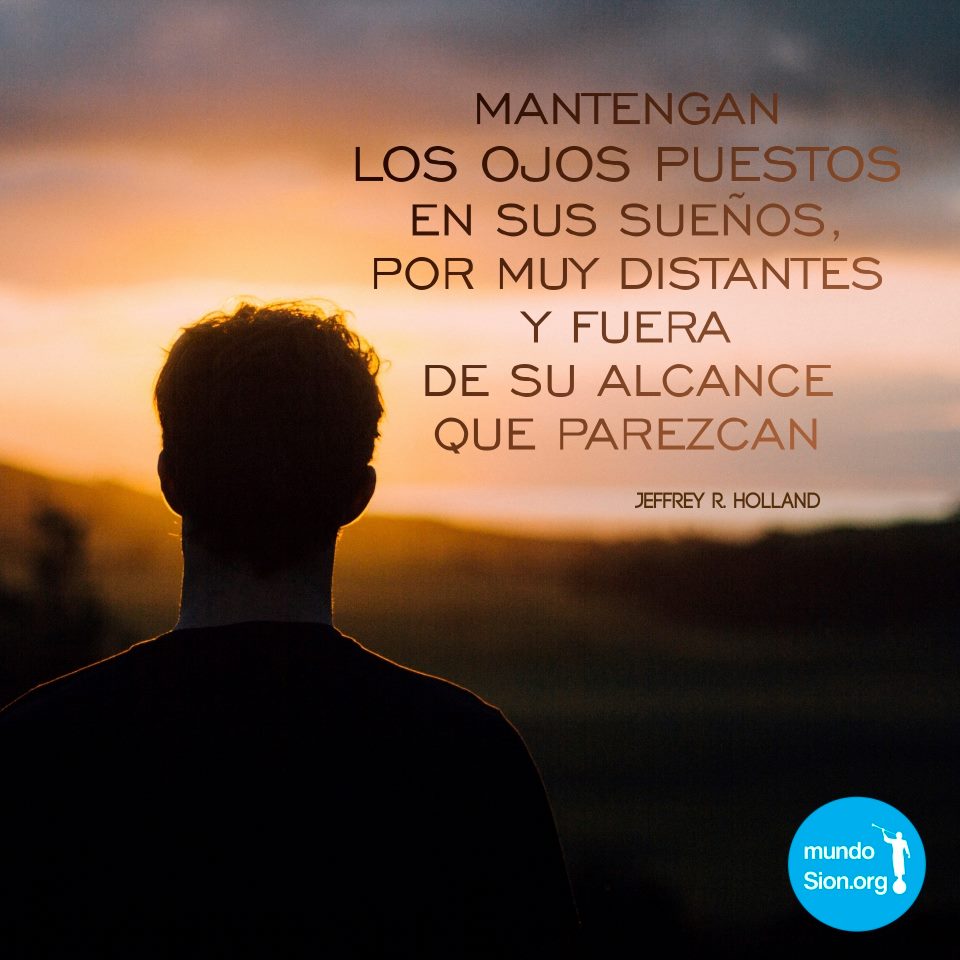 MANTENGAN
LOS OJOS PUESTOS
EN SUS SUEÑOS,
POR MUY DISTANTES
Y FUERA
DE SU ALCANCE
QUE PAREZCAN
JEFFREY R. HOLLAND
mundo
Sion.org